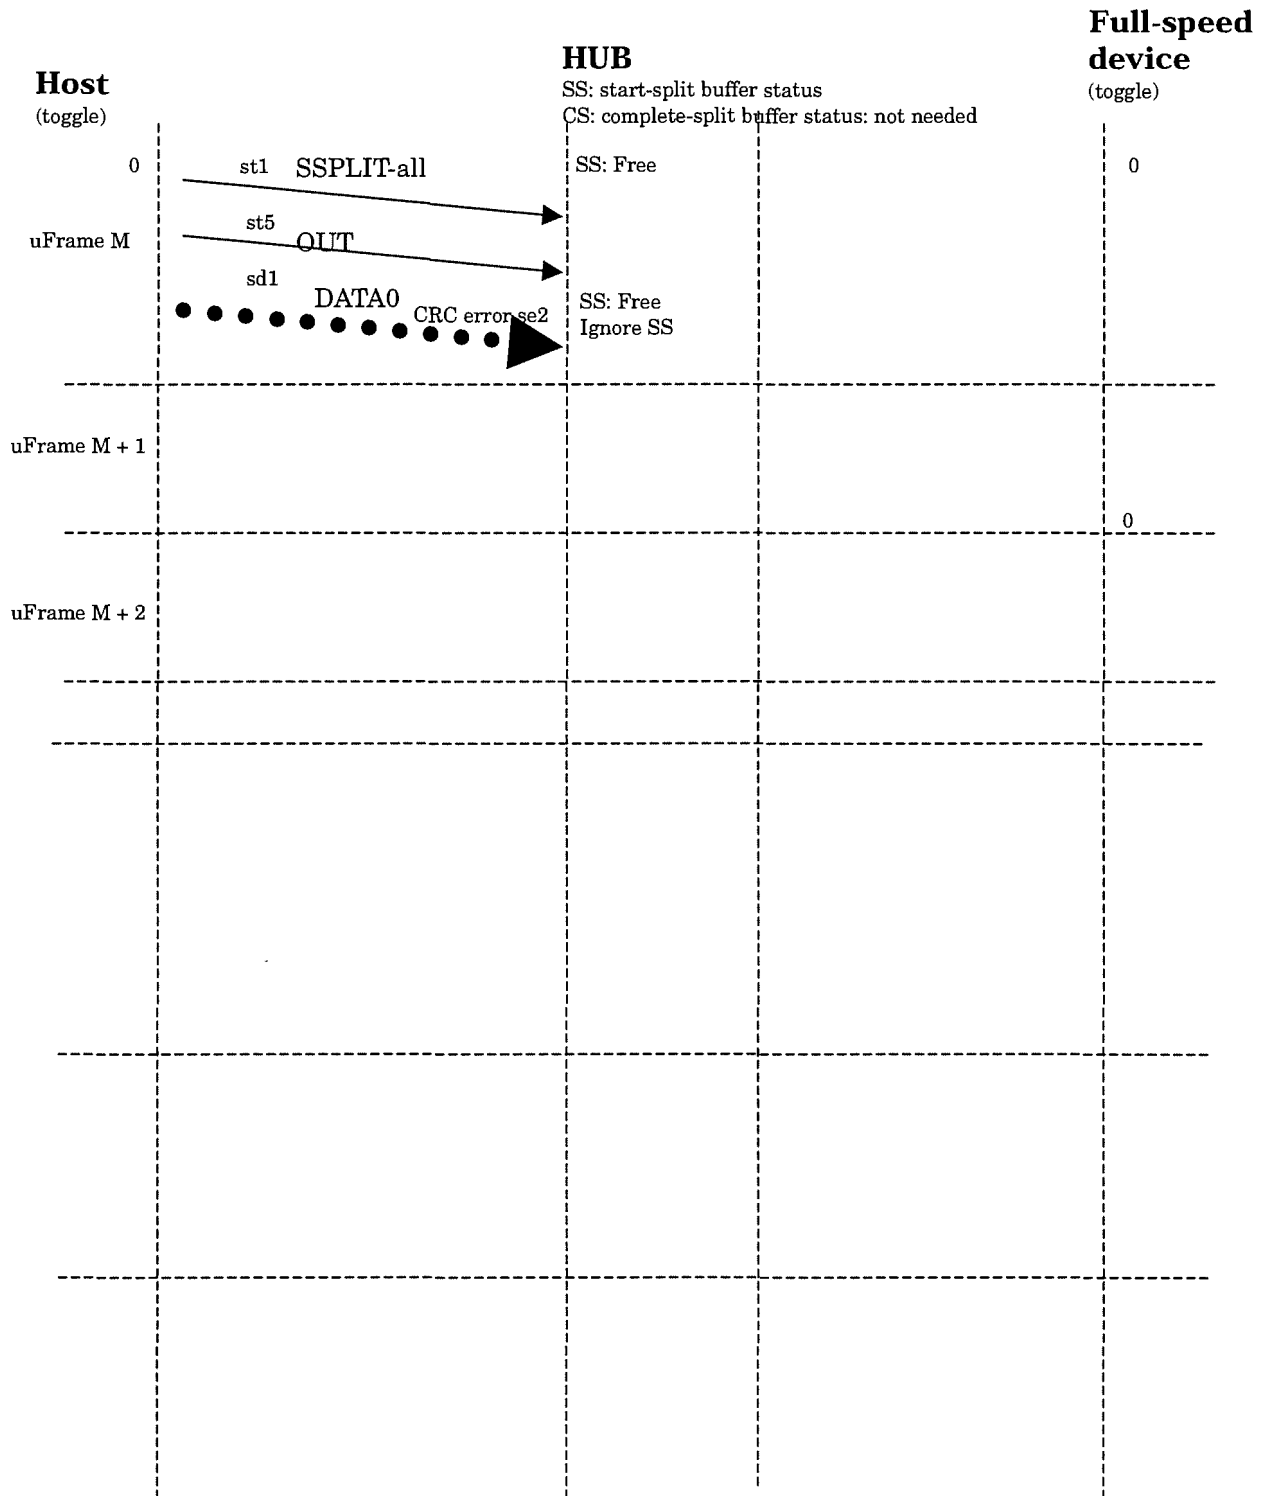 Full-speed
device
(toggle)
HUB
SS: start-split buffer status
CS: complete-split buffer status: not needed
Host
(toggle)
0
st1
SSPLIT-all
SS: Free
0
st5
OUT
uFrame M
sd1
DATA0
CRC error se2
SS: Free
Ignore SS
uFrame M + 1
0
uFrame M + 2